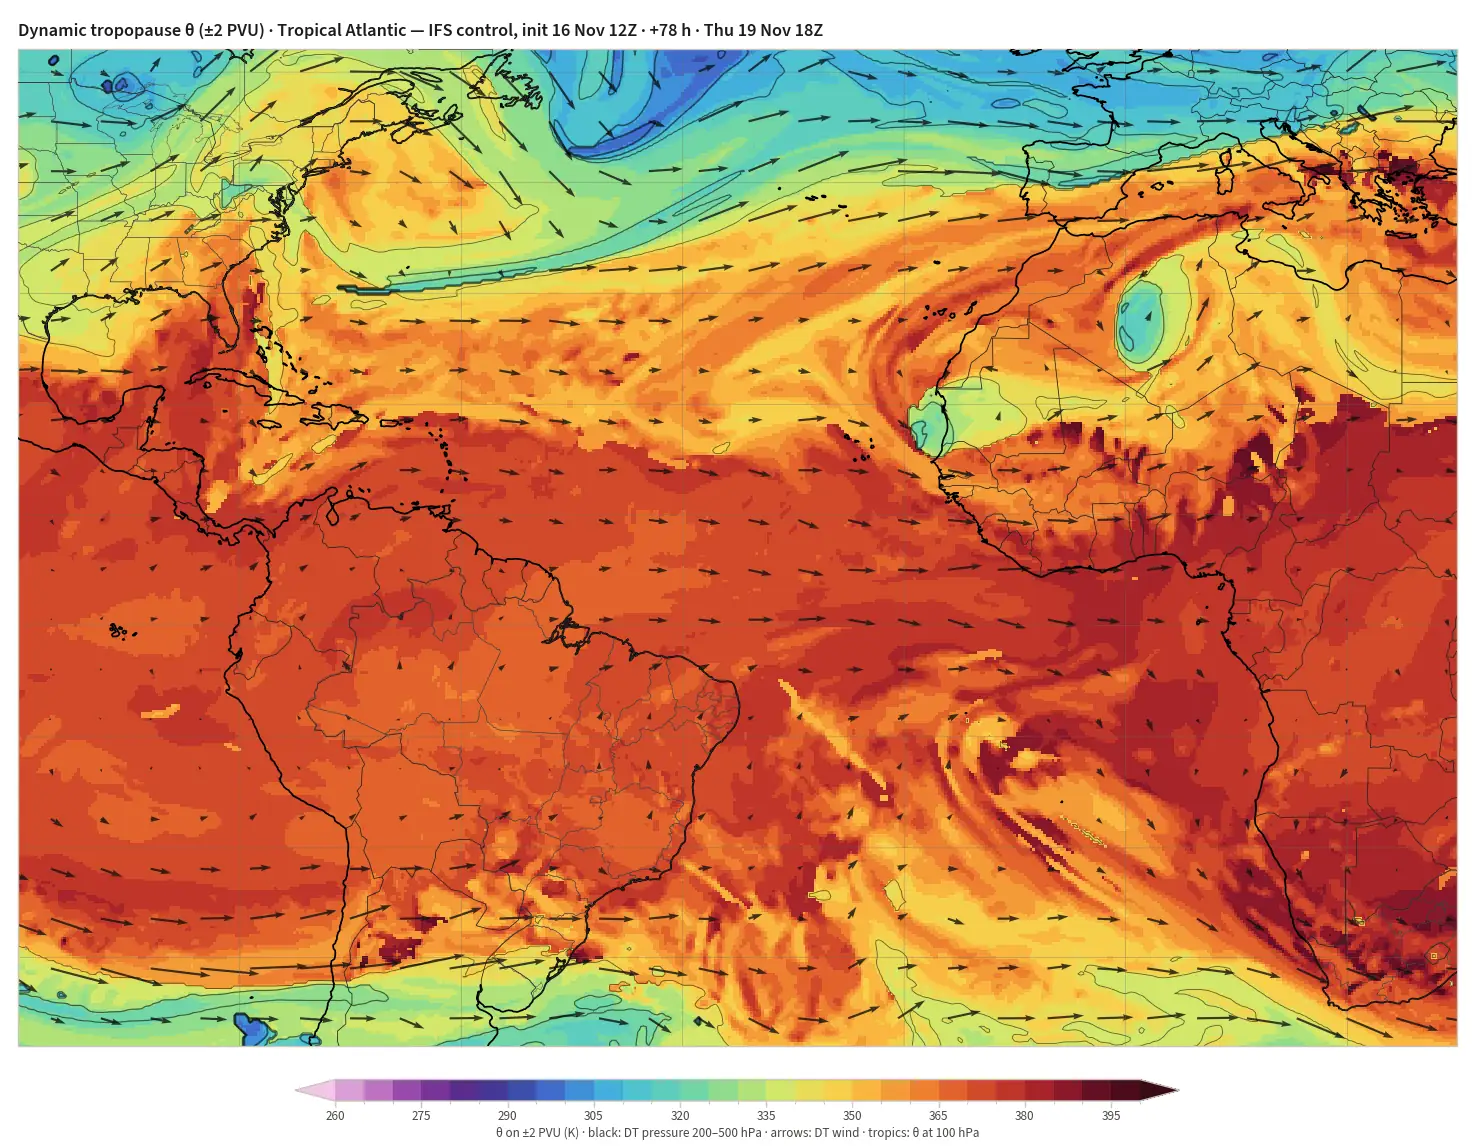 Dynamic tropopause θ (±2 PVU) · Tropical Atlantic — IFS control, init 16 Nov 12Z · +78 h · Thu 19 Nov 18Z
260 275 290 305 320 335 350 365 380 395
θ on ±2 PVU (K) · black: DT pressure 200–500 hPa · arrows: DT wind · tropics: θ at 100 hPa